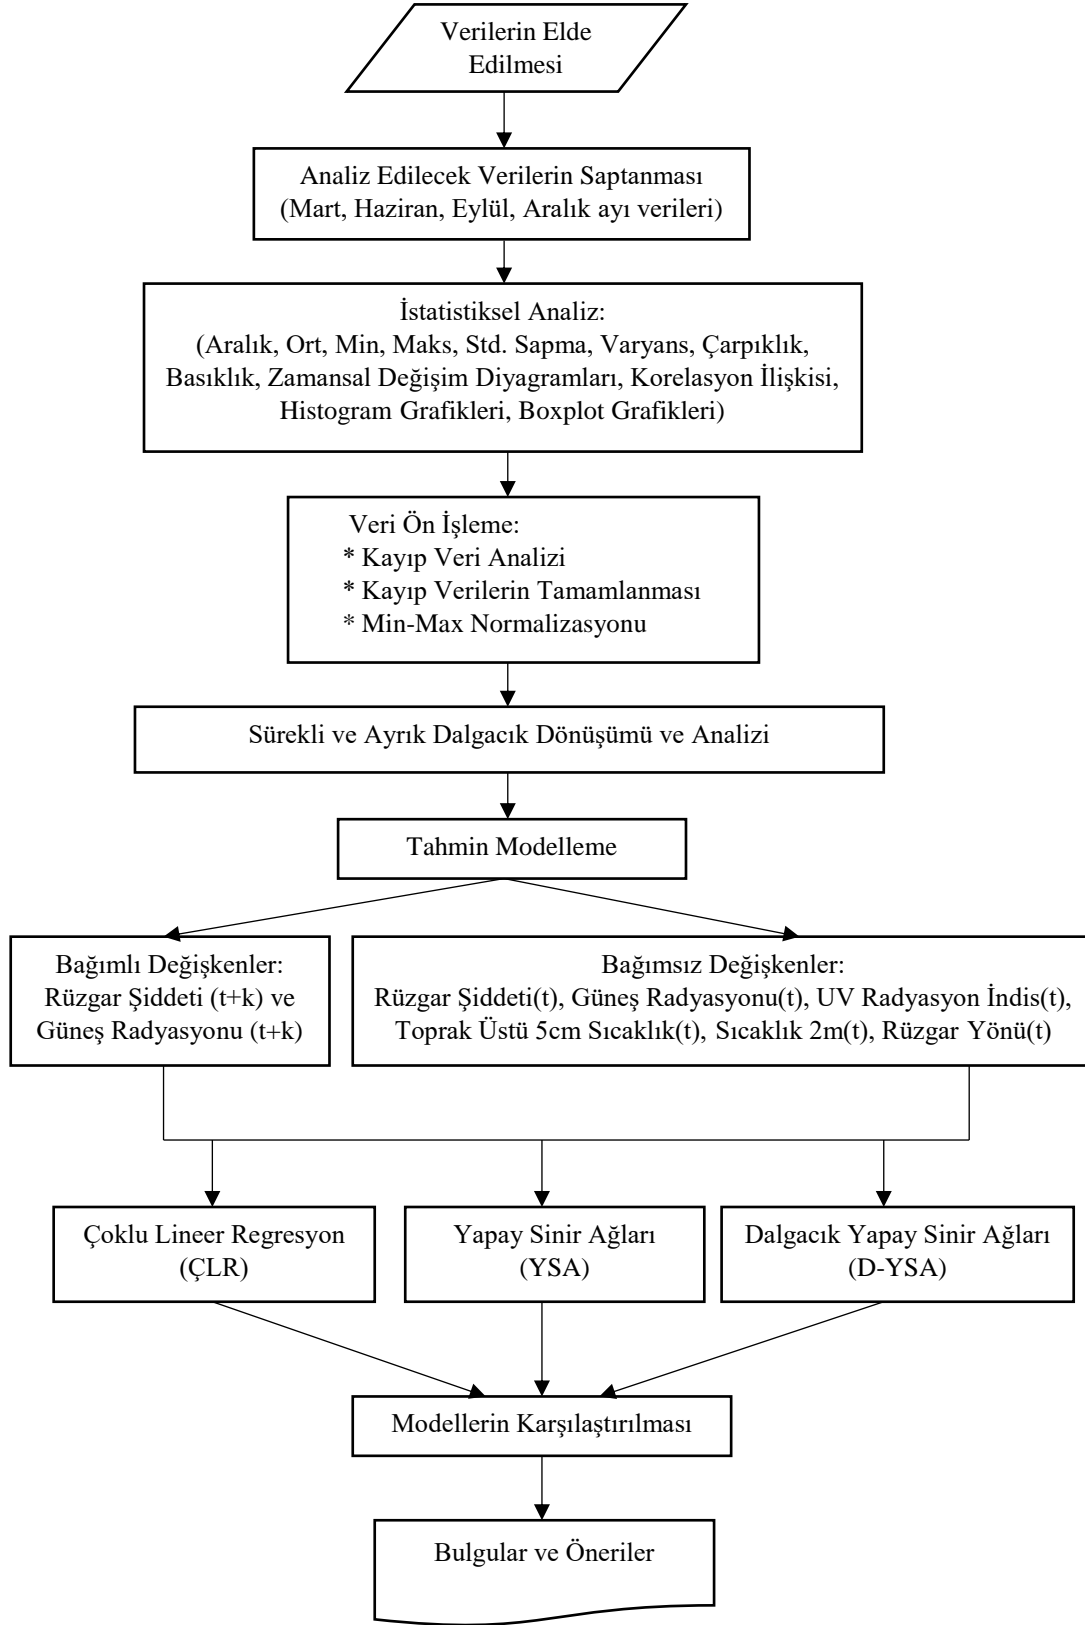 Verilerin Elde
Edilmesi
Analiz Edilecek Verilerin Saptanması
(Mart, Haziran, Eylül, Aralık ayı verileri)
İstatistiksel Analiz:
(Aralık, Ort, Min, Maks, Std. Sapma, Varyans, Çarpıklık,
Basıklık, Zamansal Değişim Diyagramları, Korelasyon İlişkisi,
Histogram Grafikleri, Boxplot Grafikleri)
Veri Ön İşleme:
* Kayıp Veri Analizi
* Kayıp Verilerin Tamamlanması
* Min-Max Normalizasyonu
Sürekli ve Ayrık Dalgacık Dönüşümü ve Analizi
Tahmin Modelleme
Bağımlı Değişkenler:
Rüzgar Şiddeti (t+k) ve
Güneş Radyasyonu (t+k)
Bağımsız Değişkenler:
Rüzgar Şiddeti(t), Güneş Radyasyonu(t), UV Radyasyon İndis(t),
Toprak Üstü 5cm Sıcaklık(t), Sıcaklık 2m(t), Rüzgar Yönü(t)
Çoklu Lineer Regresyon
(ÇLR)
Yapay Sinir Ağları
(YSA)
Dalgacık Yapay Sinir Ağları
(D-YSA)
Modellerin Karşılaştırılması
Bulgular ve Öneriler